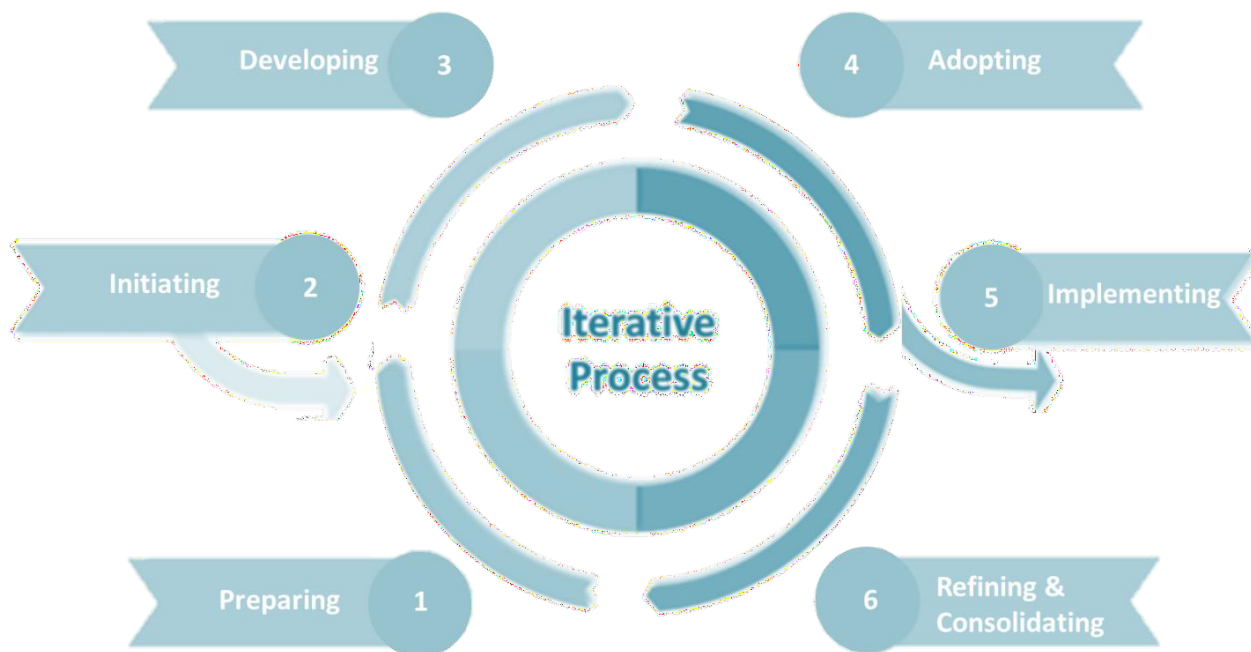 Developing 3
4 Adopting
Initiating 2
5 Implementing
Iterative
Process
Preparing 1
6 Refining &
Consolidating